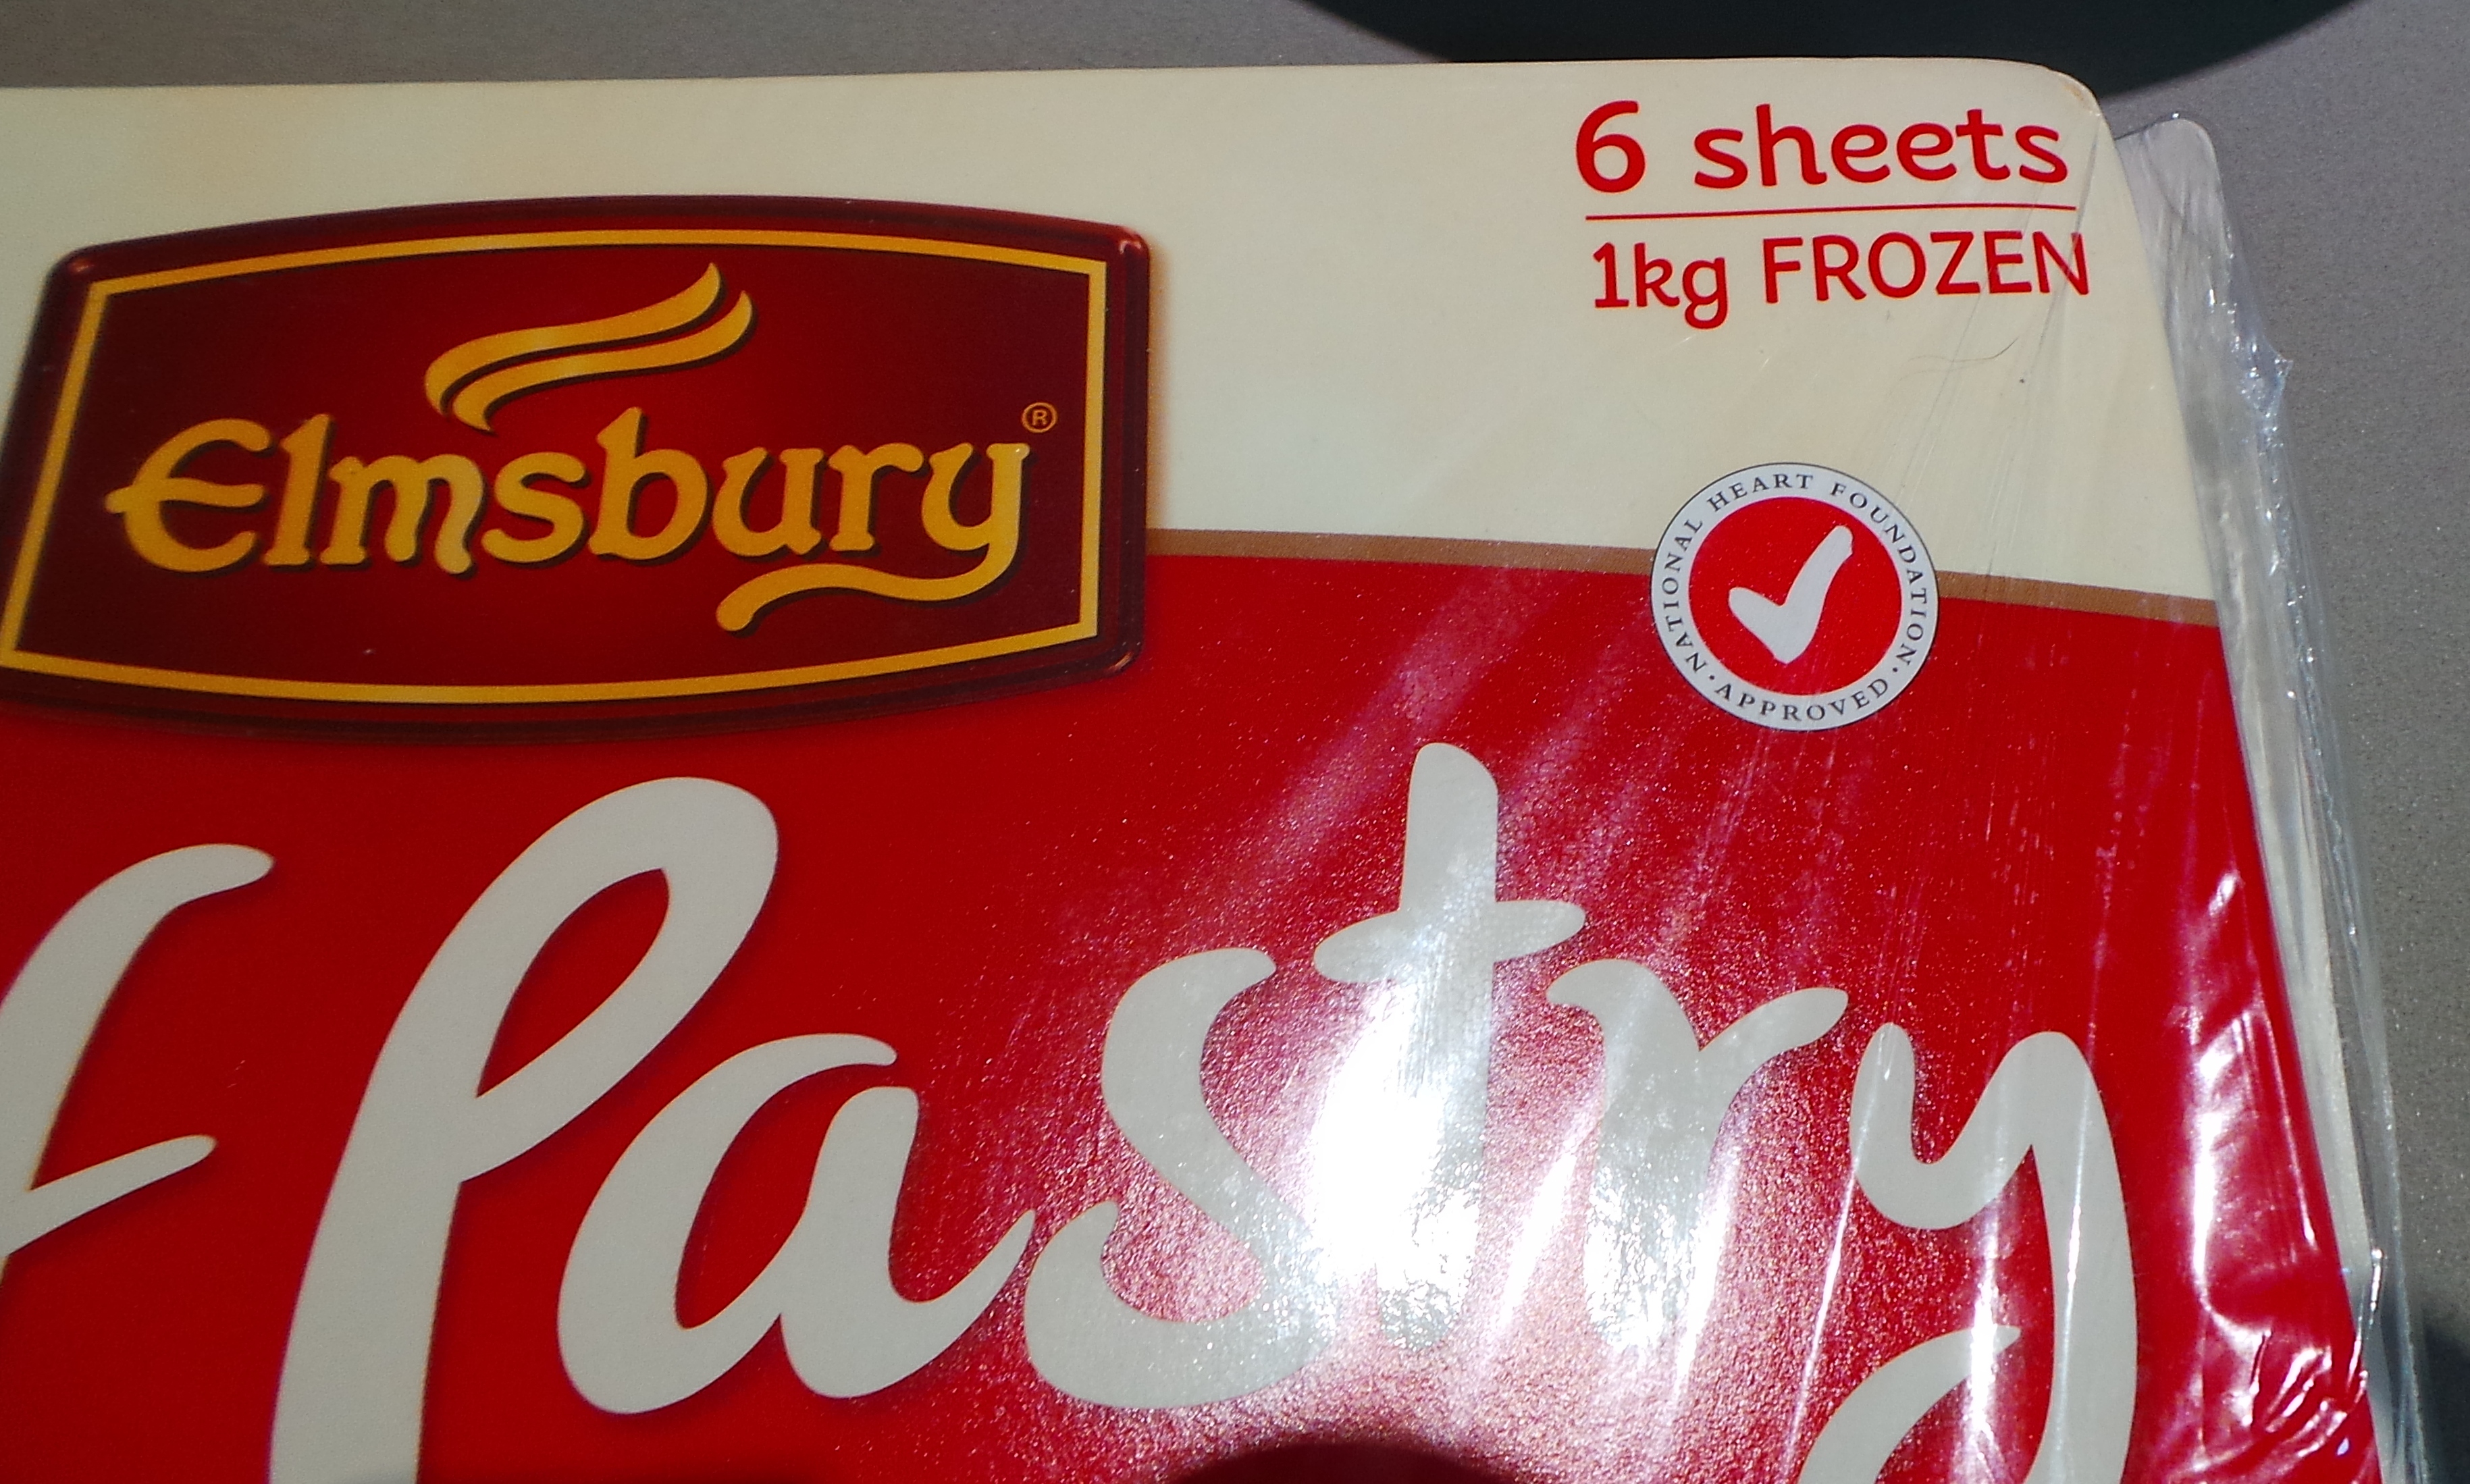 6 sheets
1kg FROZEN
Elmsbury®
NATIONAL HEART FOUNDATION · APPROVED ·
Pastry